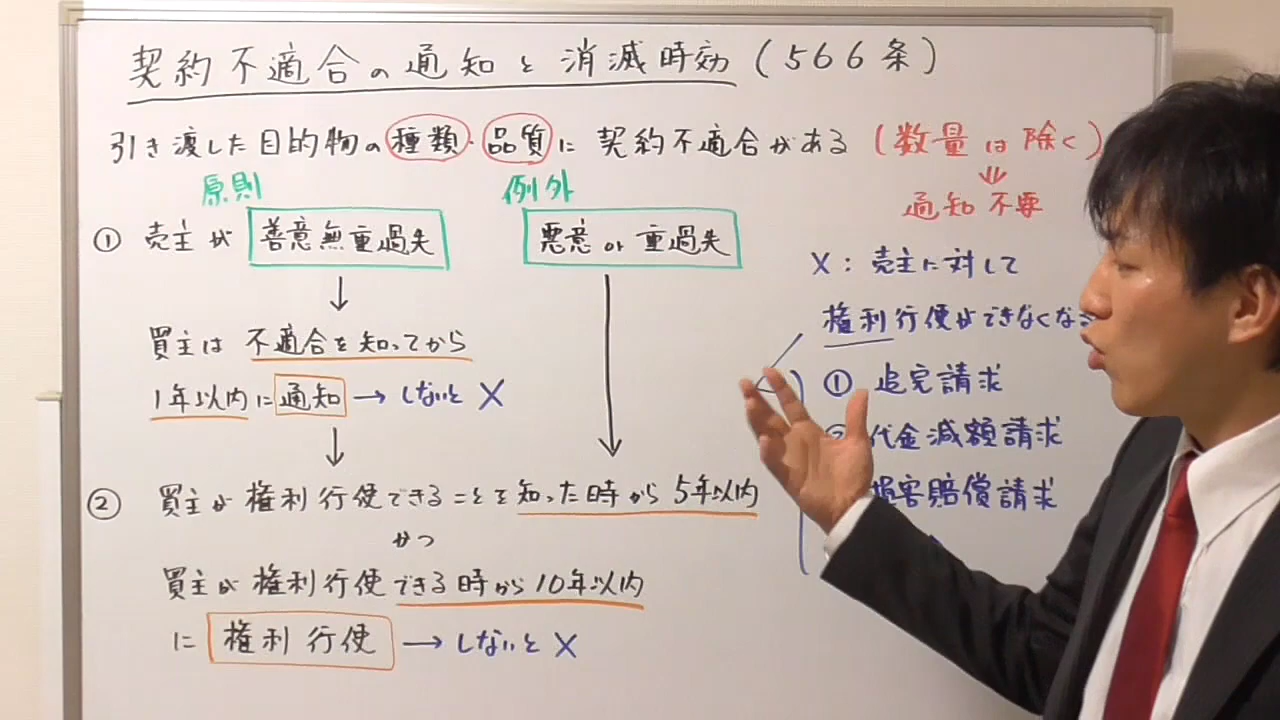 契約不適合の通知と消滅時効（566条）
引き渡した目的物の種類・品質に契約不適合がある（数量は除く）
⇓
通知不要
原則
例外
① 売主が 善意無重過失
悪意 or 重過失
↓
買主は 不適合を知ってから
1年以内に 通知 → しないと X
↓
② 買主が権利行使できることを知った時から5年以内
かつ
買主が権利行使できる時から10年以内
に 権利行使 → しないと X
X：売主に対して
権利行使ができなくなる
① 追完請求
② 代金減額請求
損害賠償請求